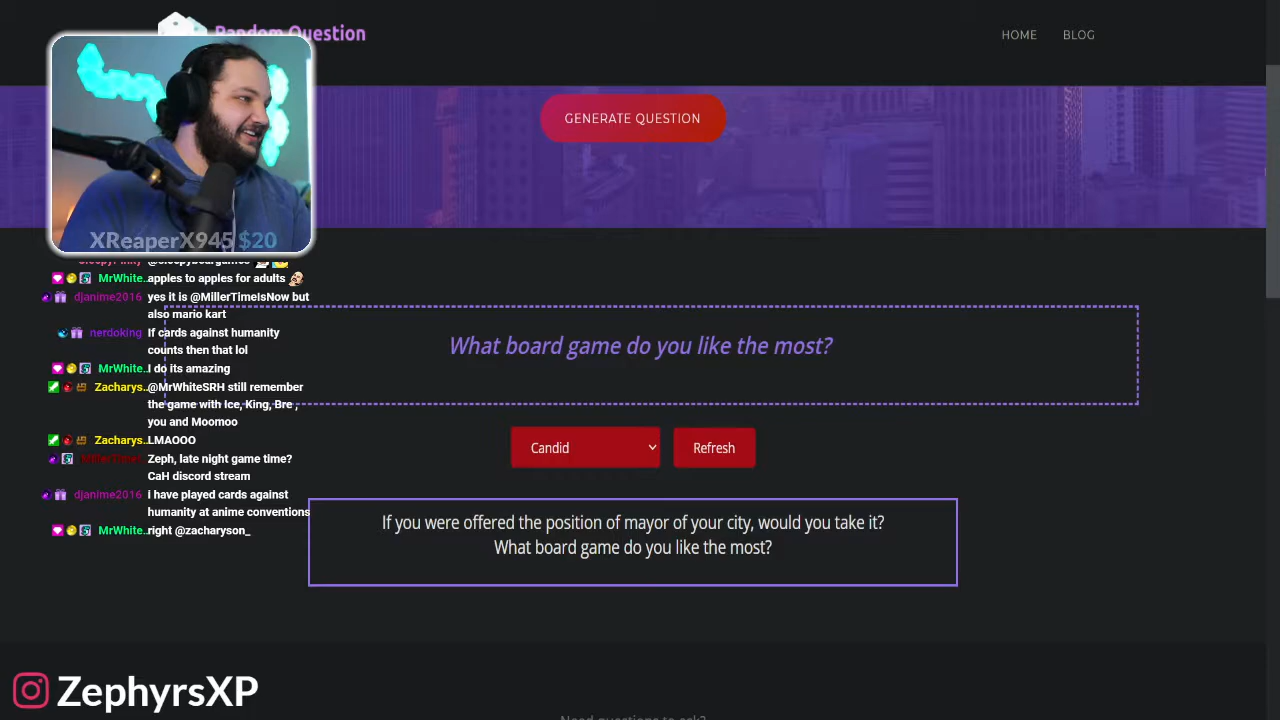 Random Question
HOME
BLOG
GENERATE QUESTION
XReaperX945 $20
MrWhite.. apples to apples for adults
djanime2016 yes it is @MillerTimeIsNow but
also mario kart
nerdoking If cards against humanity
counts then that lol
MrWhite.. I do its amazing
Zacharys.. @MrWhiteSRH still remember
the game with Ice, King, Bre ,
you and Moomoo
Zacharys.. LMAOOO
Zeph, late night game time?
CaH discord stream
djanime2016 i have played cards against
humanity at anime conventions
MrWhite.. right @zacharyson_
What board game do you like the most?
Candid
Refresh
If you were offered the position of mayor of your city, would you take it?
What board game do you like the most?
ZephyrsXP
Need questions to ask?